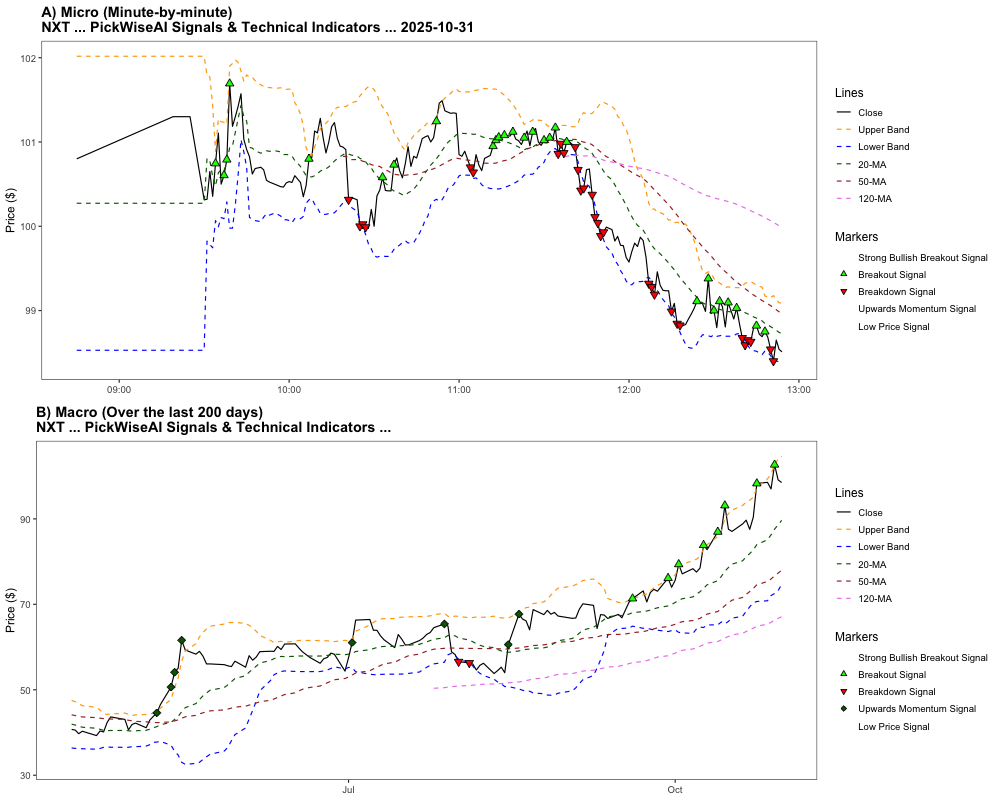 A) Micro (Minute-by-minute)
NXT ... PickWiseAI Signals & Technical Indicators ... 2025-10-31
Price ($)
102
101
100
99
09:00
10:00
11:00
12:00
13:00
Lines
Close
Upper Band
Lower Band
20-MA
50-MA
120-MA
Markers
Strong Bullish Breakout Signal
Breakout Signal
Breakdown Signal
Upwards Momentum Signal
Low Price Signal
B) Macro (Over the last 200 days)
NXT ... PickWiseAI Signals & Technical Indicators ...
Price ($)
90
70
50
30
Jul
Oct
Lines
Close
Upper Band
Lower Band
20-MA
50-MA
120-MA
Markers
Strong Bullish Breakout Signal
Breakout Signal
Breakdown Signal
Upwards Momentum Signal
Low Price Signal